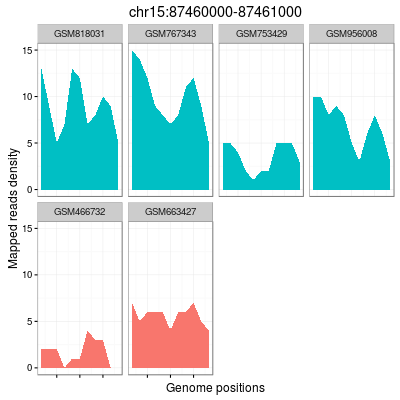 chr15:87460000-87461000
GSM818031 GSM767343 GSM753429 GSM956008
15
10
5
0
GSM466732 GSM663427
15
10
5
0
Mapped reads density
Genome positions